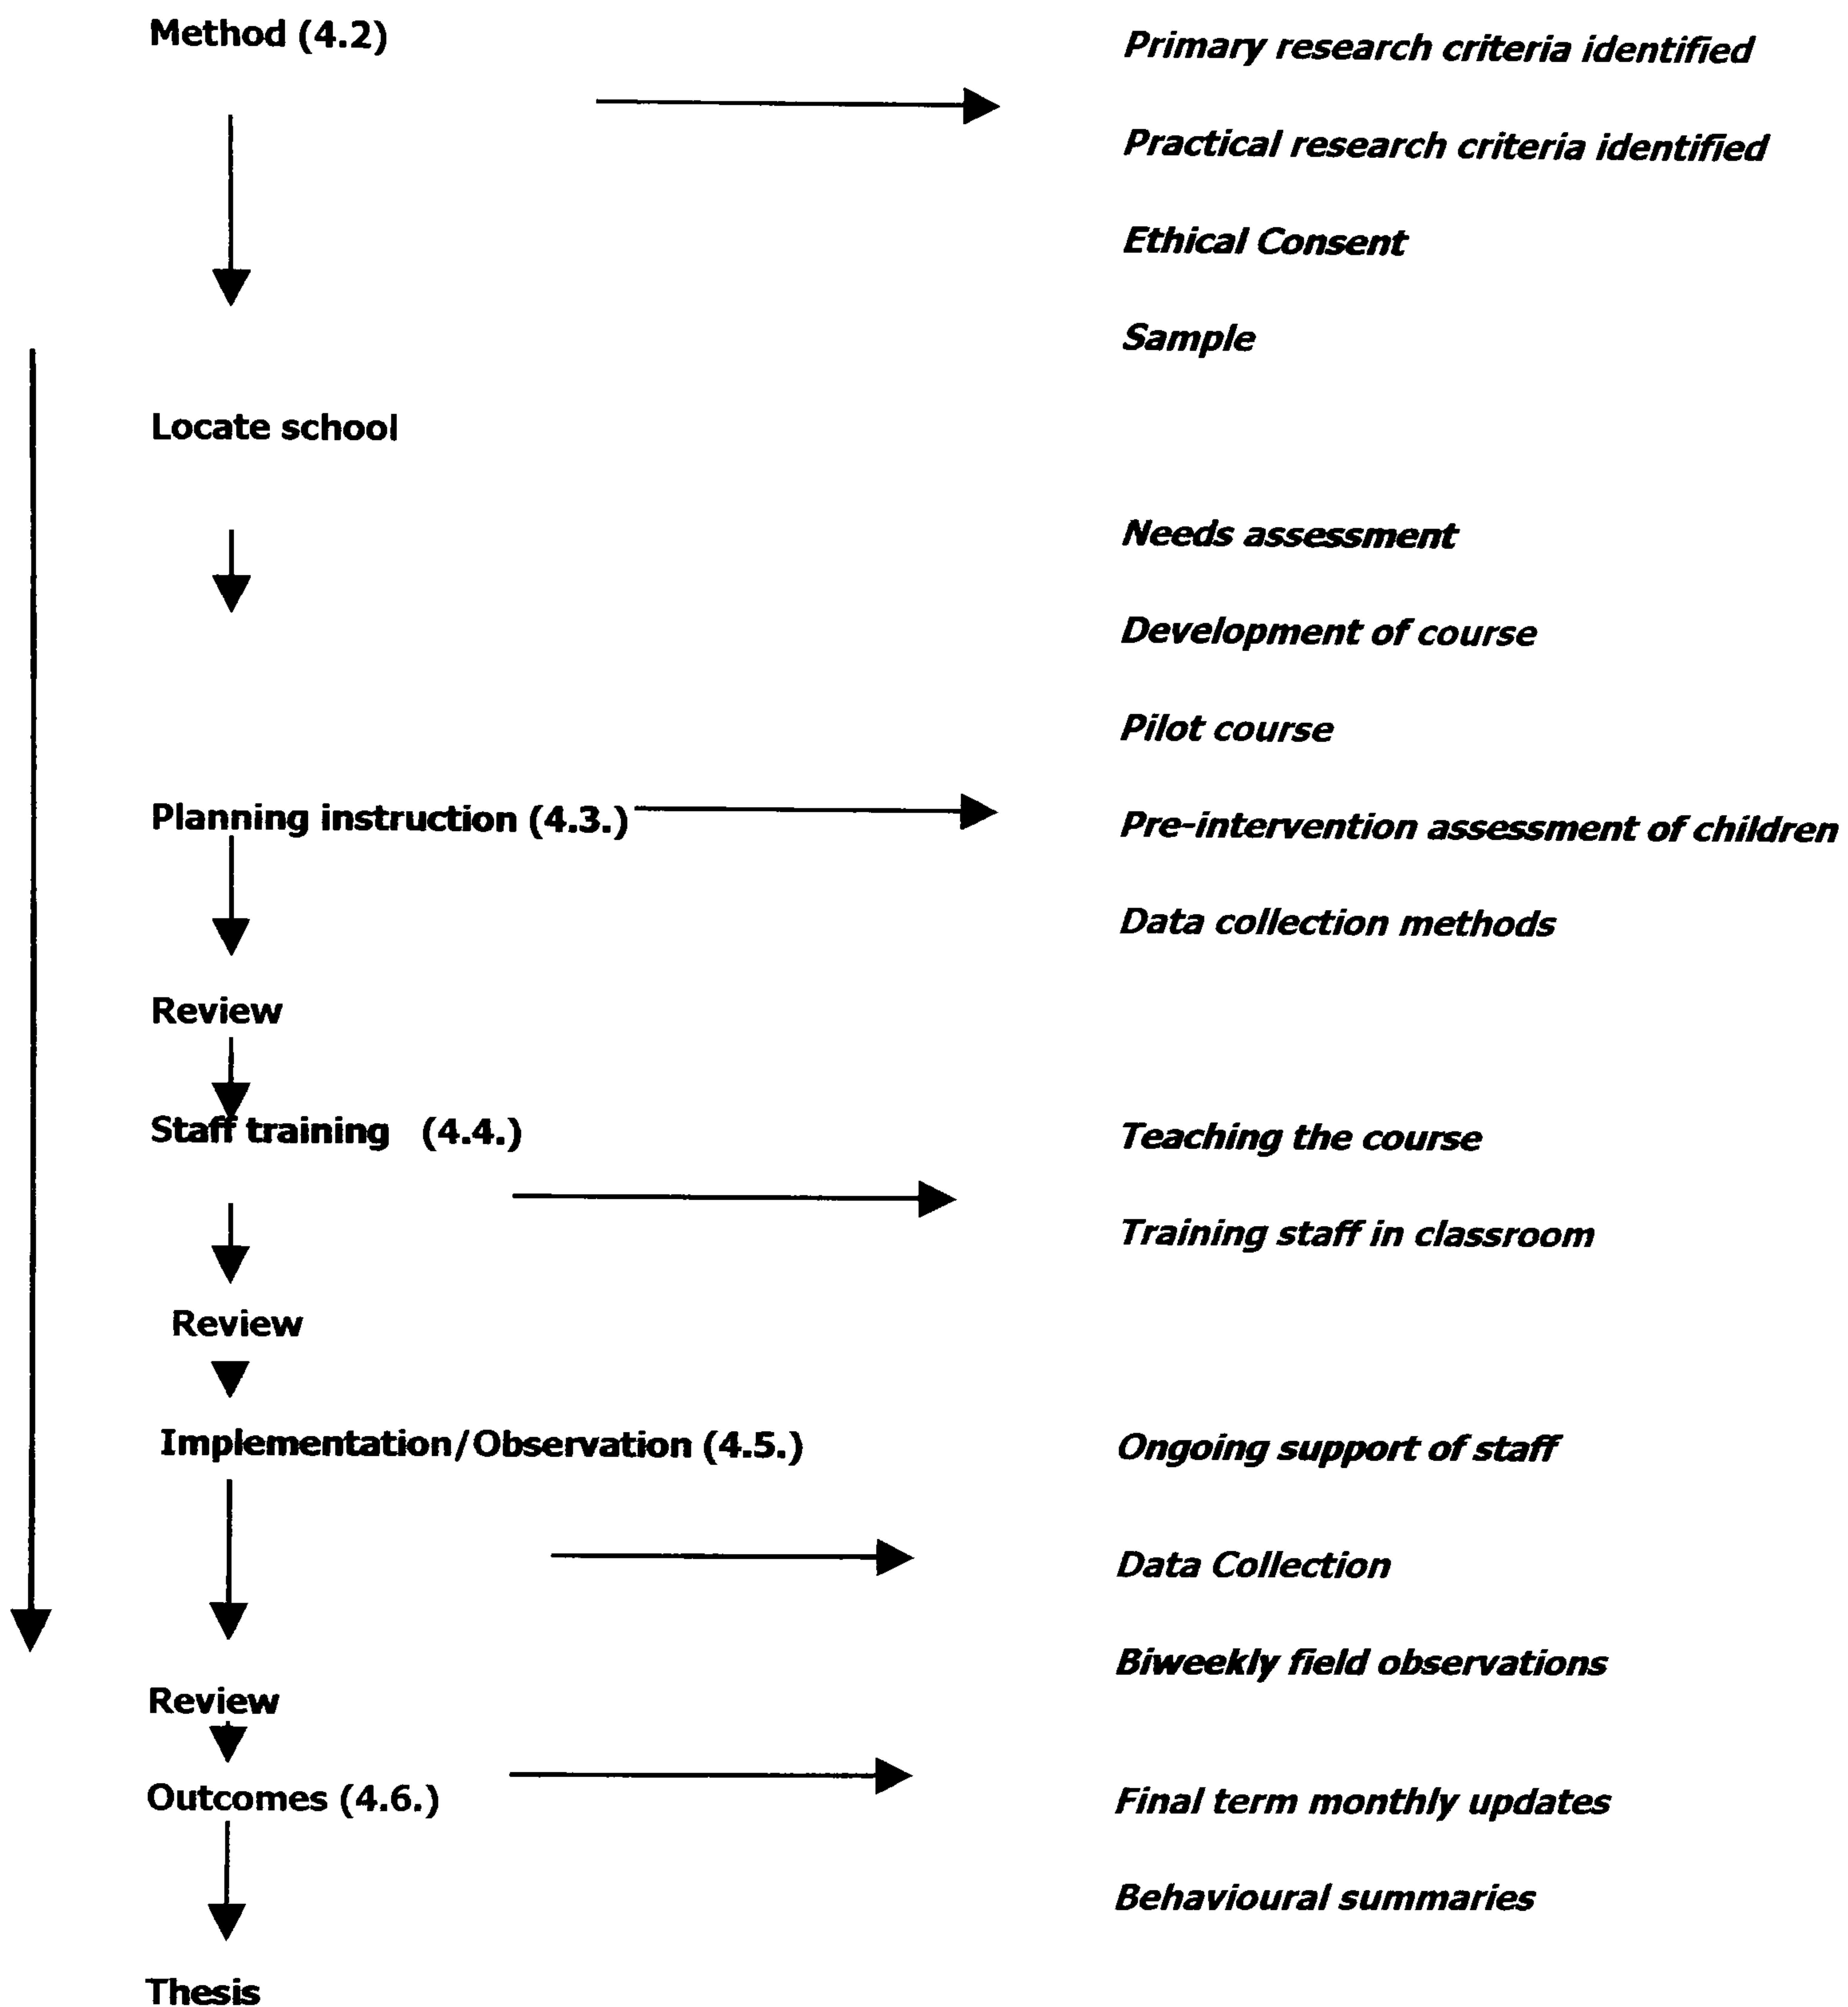 Method (4.2)
Primary research criteria identified
Practical research criteria identified
Ethical Consent
Sample
Locate school
Needs assessment
Development of course
Pilot course
Planning instruction (4.3.)
Pre-intervention assessment of children
Data collection methods
Review
Staff training (4.4.)
Teaching the course
Training staff in classroom
Review
Implementation/Observation (4.5.)
Ongoing support of staff
Data Collection
Biweekly field observations
Review
Outcomes (4.6.)
Final term monthly updates
Behavioural summaries
Thesis